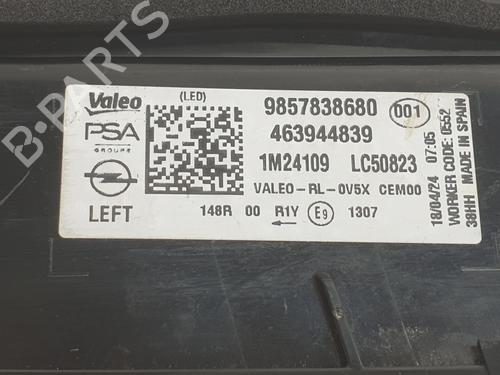 B-PARTS
Valeo
(LED)
PSA
GROUPE
LEFT
9857838680 001
463944839
1M24109 LC50823
VALEO-RL-OV5X CEM00
148R 00 R1Y E9 1307
18/04/24 07:05
WORKER CODE: 0552
38HH MADE IN SPAIN